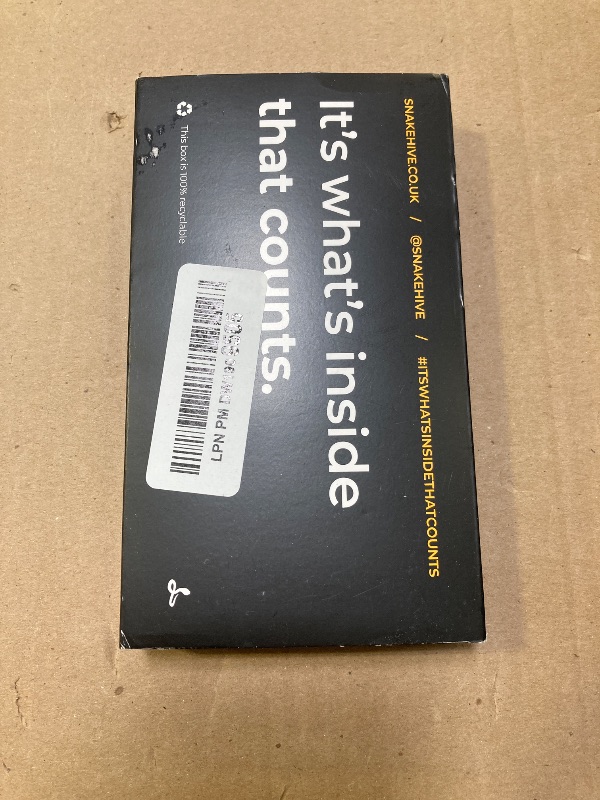 SNAKEHIVE.CO.UK / @SNAKEHIVE / #ITSWHATSINSIDETHATCOUNTS
It's what's inside
that counts.
This box is 100% recyclable
LPN PM